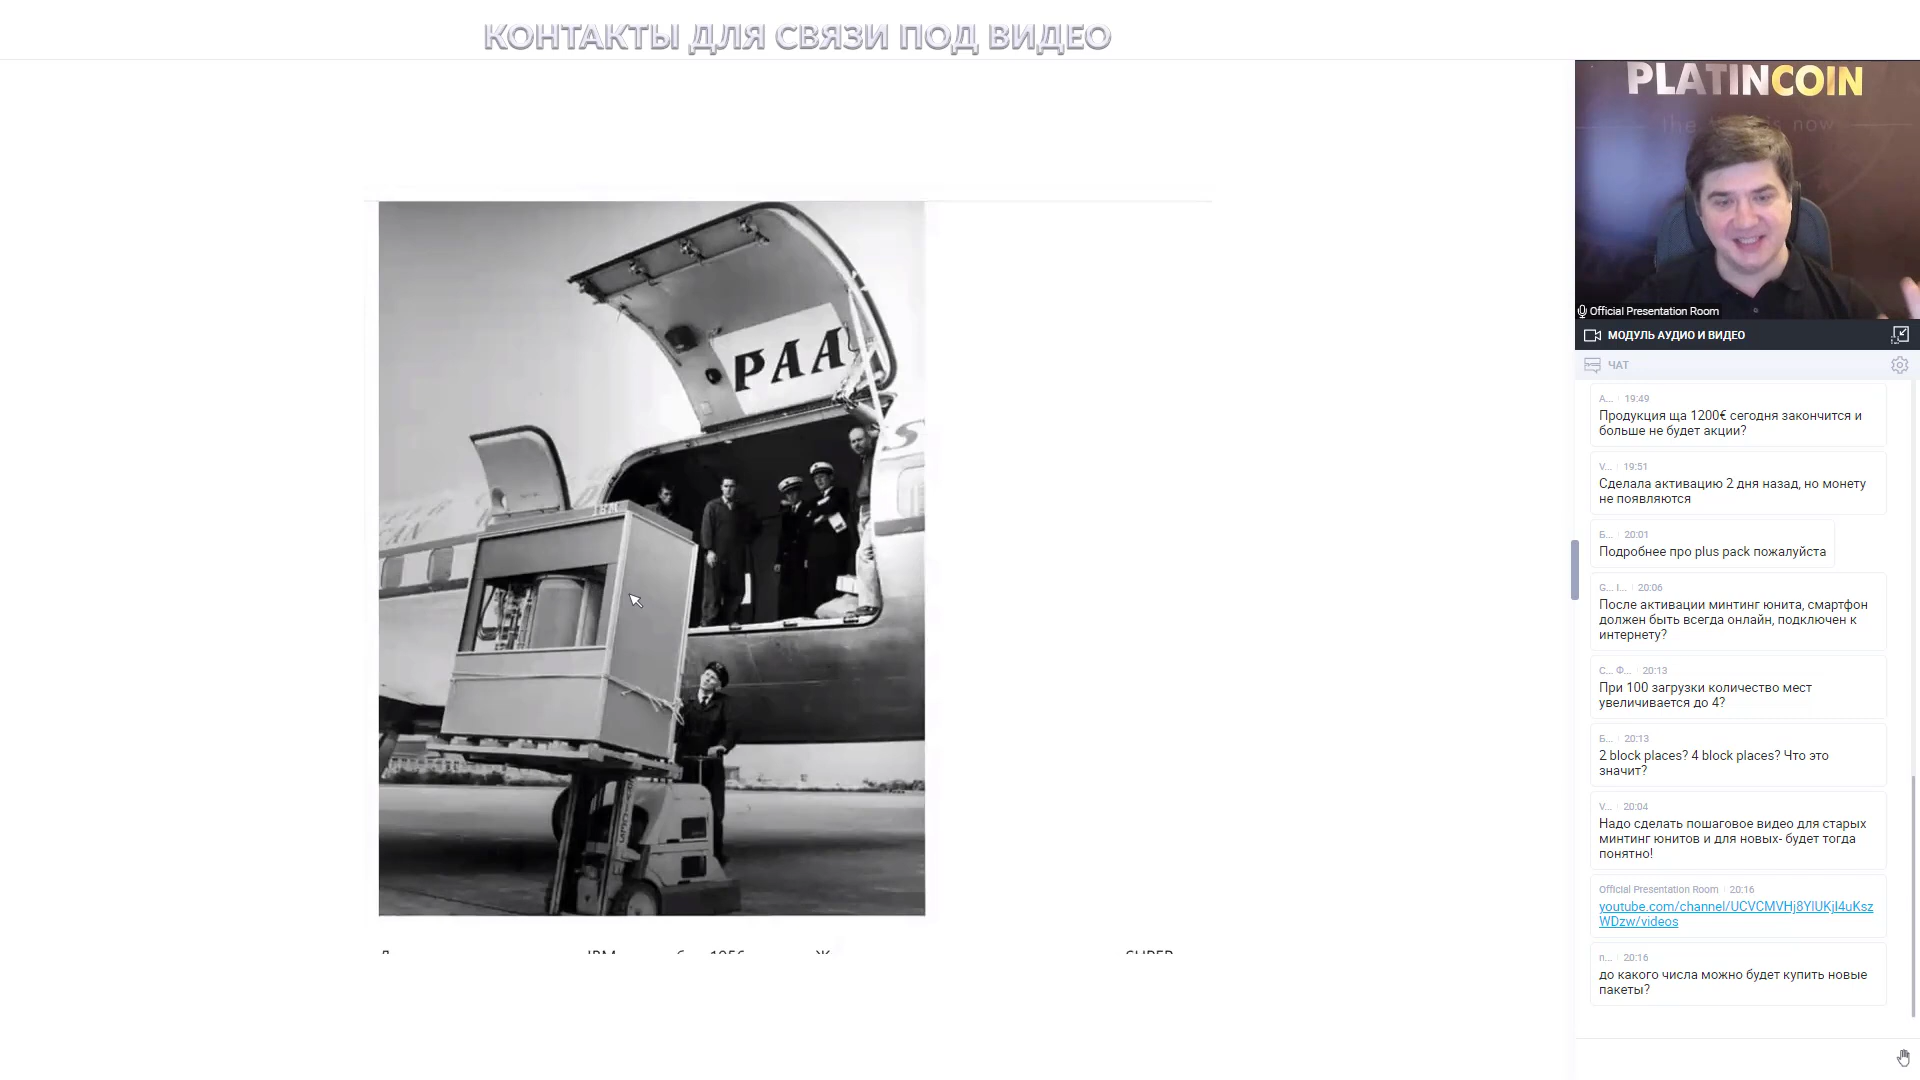 КОНТАКТЫ ДЛЯ СВЯЗИ ПОД ВИДЕО
PLATINCOIN
Official Presentation Room
МОДУЛЬ АУДИО И ВИДЕО
ЧАТ
PAA
IBM
А... 19:49
Продукция ща 1200€ сегодня закончится и
больше не будет акции?
V... 19:51
Сделала активацию 2 дня назад, но монету
не появляются
Б... 20:01
Подробнее про plus pack пожалуйста
G... I... 20:06
После активации минтинг юнита, смартфон
должен быть всегда онлайн, подключен к
интернету?
С... Ф... 20:13
При 100 загрузки количество мест
увеличивается до 4?
Б... 20:13
2 block places? 4 block places? Что это
значит?
V... 20:04
Надо сделать пошаговое видео для старых
минтинг юнитов и для новых- будет тогда
понятно!
Official Presentation Room 20:16
youtube.com/channel/UCVCMVHj8YlUKjI4uKsz
WDzw/videos
п... 20:16
до какого числа можно будет купить новые
пакеты?